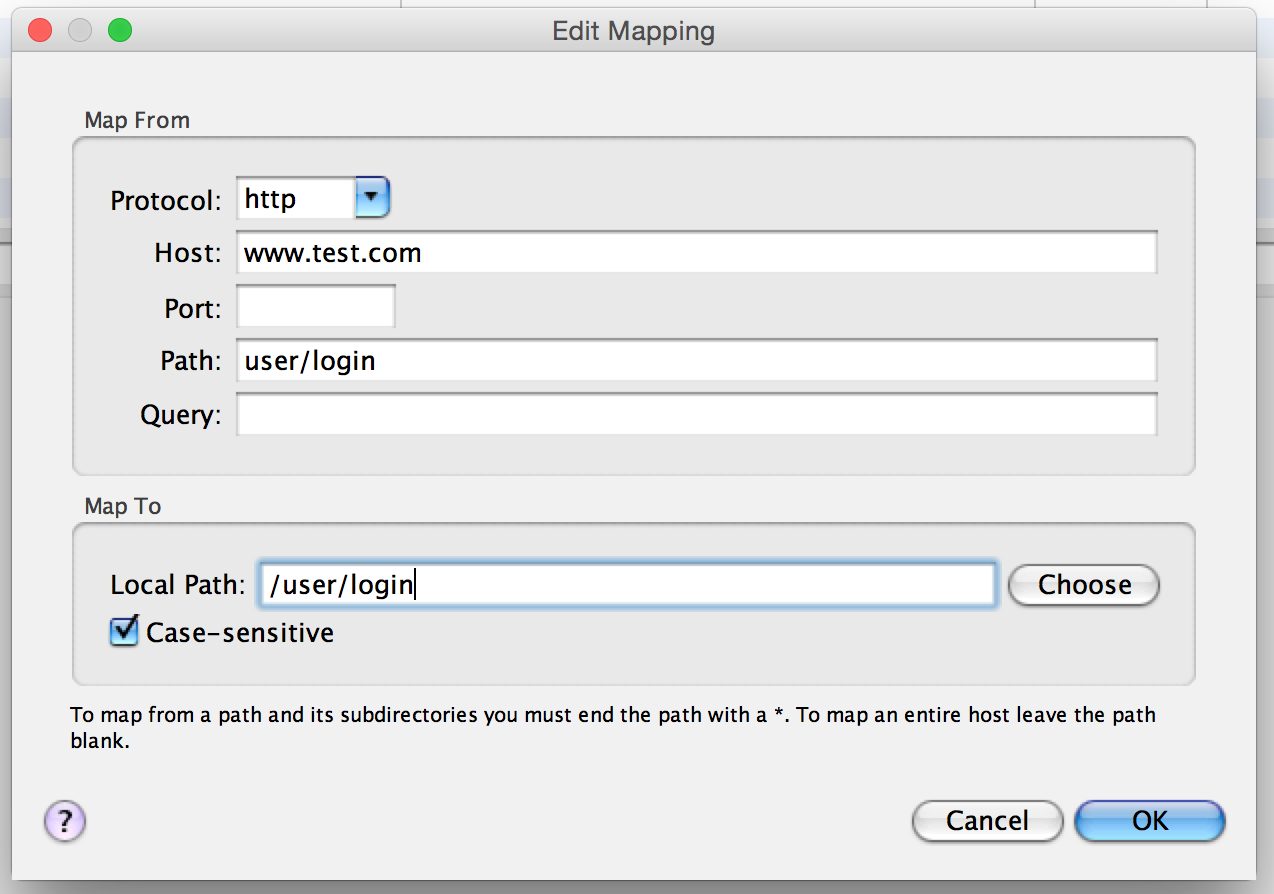 Edit Mapping
Map From
Protocol: http
Host: www.test.com
Port:
Path: user/login
Query:
Map To
Local Path: /user/login Choose
Case-sensitive
To map from a path and its subdirectories you must end the path with a *. To map an entire host leave the path
blank.
? Cancel OK